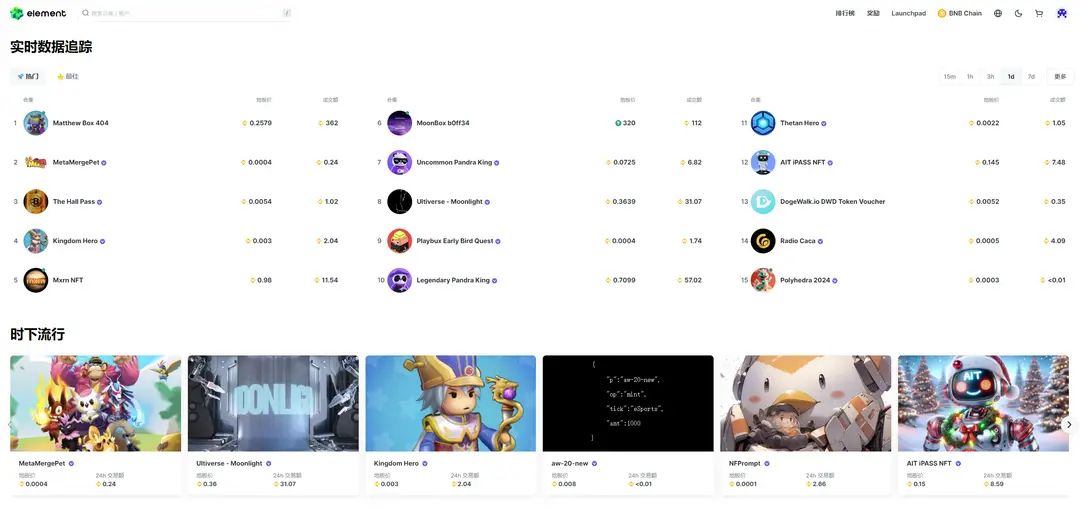 element
搜索或输入账户
/
排行榜 奖励 Launchpad BNB Chain
实时数据追踪
热门 最佳
15m 1h 3h 1d 7d 更多
合集 地板价 成交额 合集 地板价 成交额 合集 地板价 成交额
1 Matthew Box 404 0.2579 362
6 MoonBox b0ff34 320 112
11 Thetan Hero 0.0022 1.05
2 MetaMergePet 0.0004 0.24
7 Uncommon Pandra King 0.0725 6.82
12 AIT iPASS NFT 0.145 7.48
3 The Hall Pass 0.0054 1.02
8 Ultiverse - Moonlight 0.3639 31.07
13 DogeWalk.io DWD Token Voucher 0.0052 0.35
4 Kingdom Hero 0.003 2.04
9 Playbux Early Bird Quest 0.0004 1.74
14 Radio Caca 0.0005 4.09
5 Mxrn NFT 0.98 11.54
10 Legendary Pandra King 0.7099 57.02
15 Polyhedra 2024 0.0003 <0.01
时下流行
{
"p":"aw-20-new",
"op":"mint",
"tick":"eSports",
"amt":1000
}
AIT
MetaMergePet
地板价 24h 交易额
0.0004 0.24
Ultiverse - Moonlight
地板价 24h 交易额
0.36 31.07
Kingdom Hero
地板价 24h 交易额
0.003 2.04
aw-20-new
地板价 24h 交易额
0.008 <0.01
NFPrompt
地板价 24h 交易额
0.0001 2.66
AIT iPASS NFT
地板价 24h 交易额
0.15 8.59